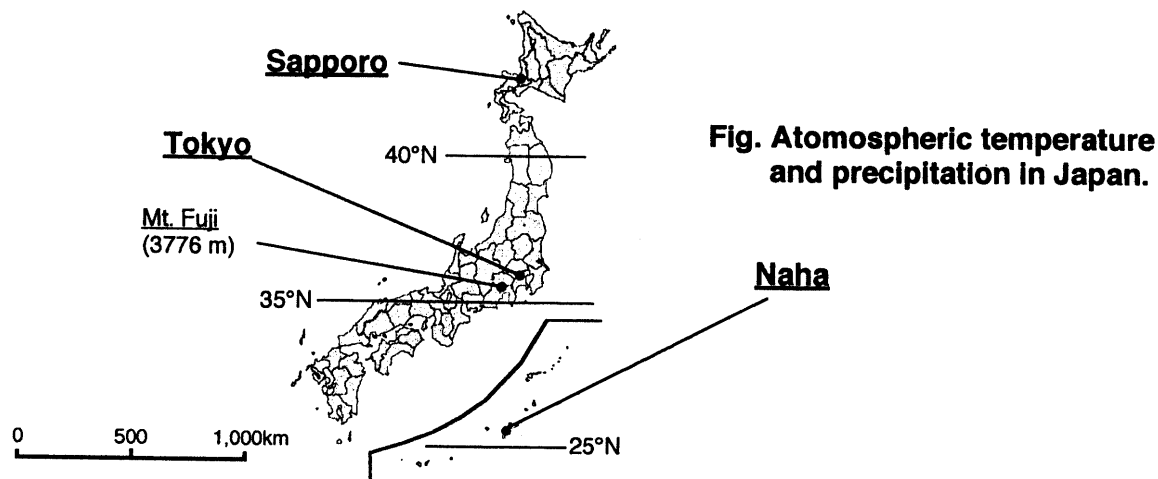 Sapporo
Tokyo
40°N
Fig. Atomospheric temperature
and precipitation in Japan.
Mt. Fuji
(3776 m)
Naha
35°N
0 500 1,000km
25°N